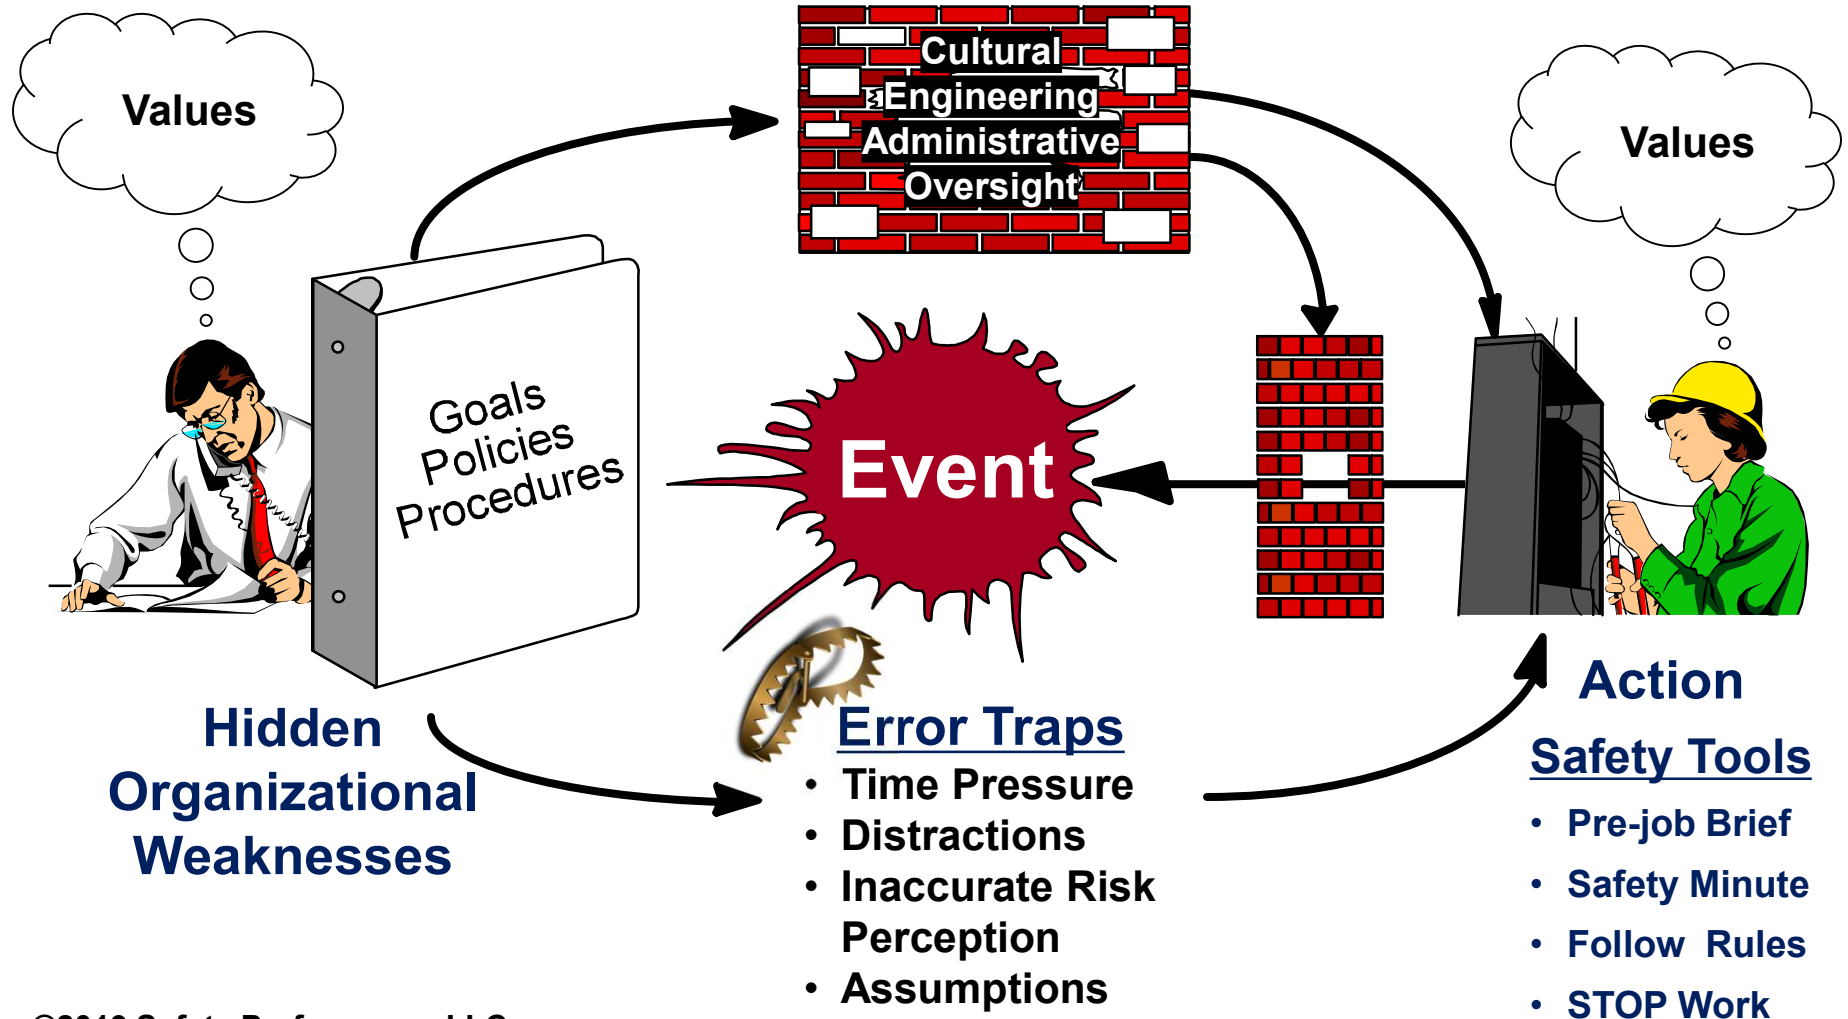 Values
Cultural
Engineering
Administrative
Oversight
Values
Goals
Policies
Procedures
Event
Hidden
Organizational
Weaknesses
Error Traps
• Time Pressure
• Distractions
• Inaccurate Risk
Perception
• Assumptions
Action
Safety Tools
• Pre-job Brief
• Safety Minute
• Follow Rules
• STOP Work